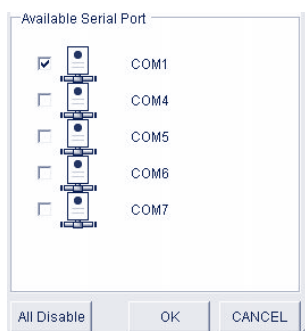 Available Serial Port
COM1
COM4
COM5
COM6
COM7
All Disable OK CANCEL